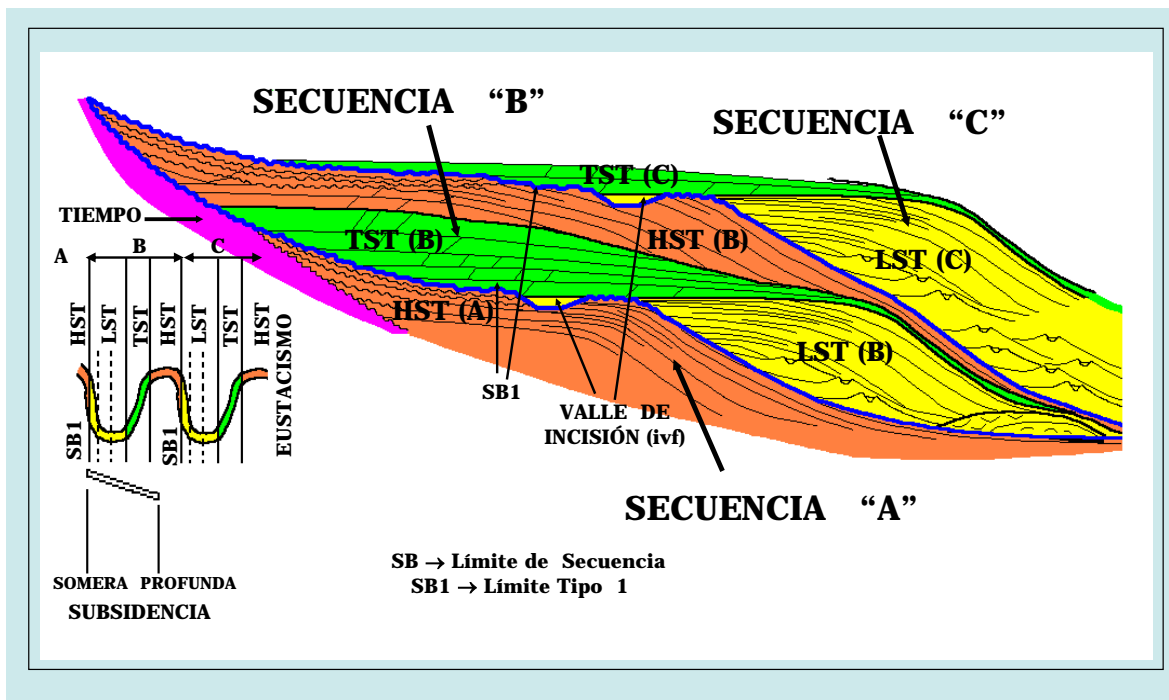 SECUENCIA “B”
SECUENCIA “C”
TST (C)
TIEMPO
TST (B)
HST (B)
LST (C)
A
B
C
HST (A)
HST
LST
TST
HST
LST
TST
HST
EUSTACISMO
LST (B)
SB1
VALLE DE
INCISIÓN (ivf)
SB1
SB1
SECUENCIA “A”
SB → Límite de Secuencia
SB1 → Límite Tipo 1
SOMERA PROFUNDA
SUBSIDENCIA